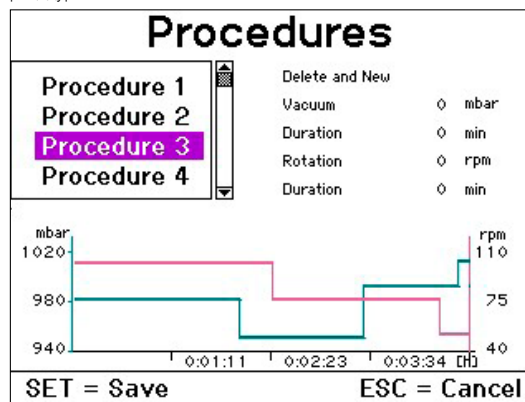 Procedures
Procedure 1
Procedure 2
Procedure 3
Procedure 4
Delete and New
Vacuum 0 mbar
Duration 0 min
Rotation 0 rpm
Duration 0 min
mbar rpm
1020 110
980 75
940 40
0:01:11 0:02:23 0:03:34 [H]
SET = Save ESC = Cancel